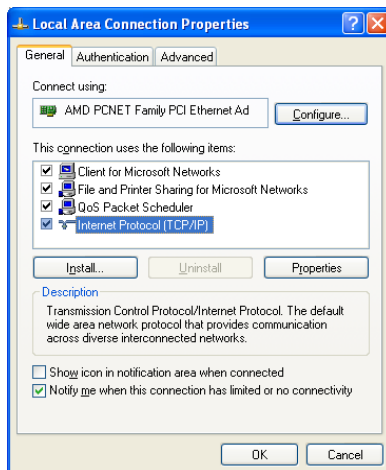 Local Area Connection Properties
General Authentication Advanced
Connect using:
AMD PCNET Family PCI Ethernet Ad
Configure...
This connection uses the following items:
Client for Microsoft Networks
File and Printer Sharing for Microsoft Networks
QoS Packet Scheduler
Internet Protocol (TCP/IP)
Install... Uninstall Properties
Description
Transmission Control Protocol/Internet Protocol. The default
wide area network protocol that provides communication
across diverse interconnected networks.
Show icon in notification area when connected
Notify me when this connection has limited or no connectivity
OK Cancel